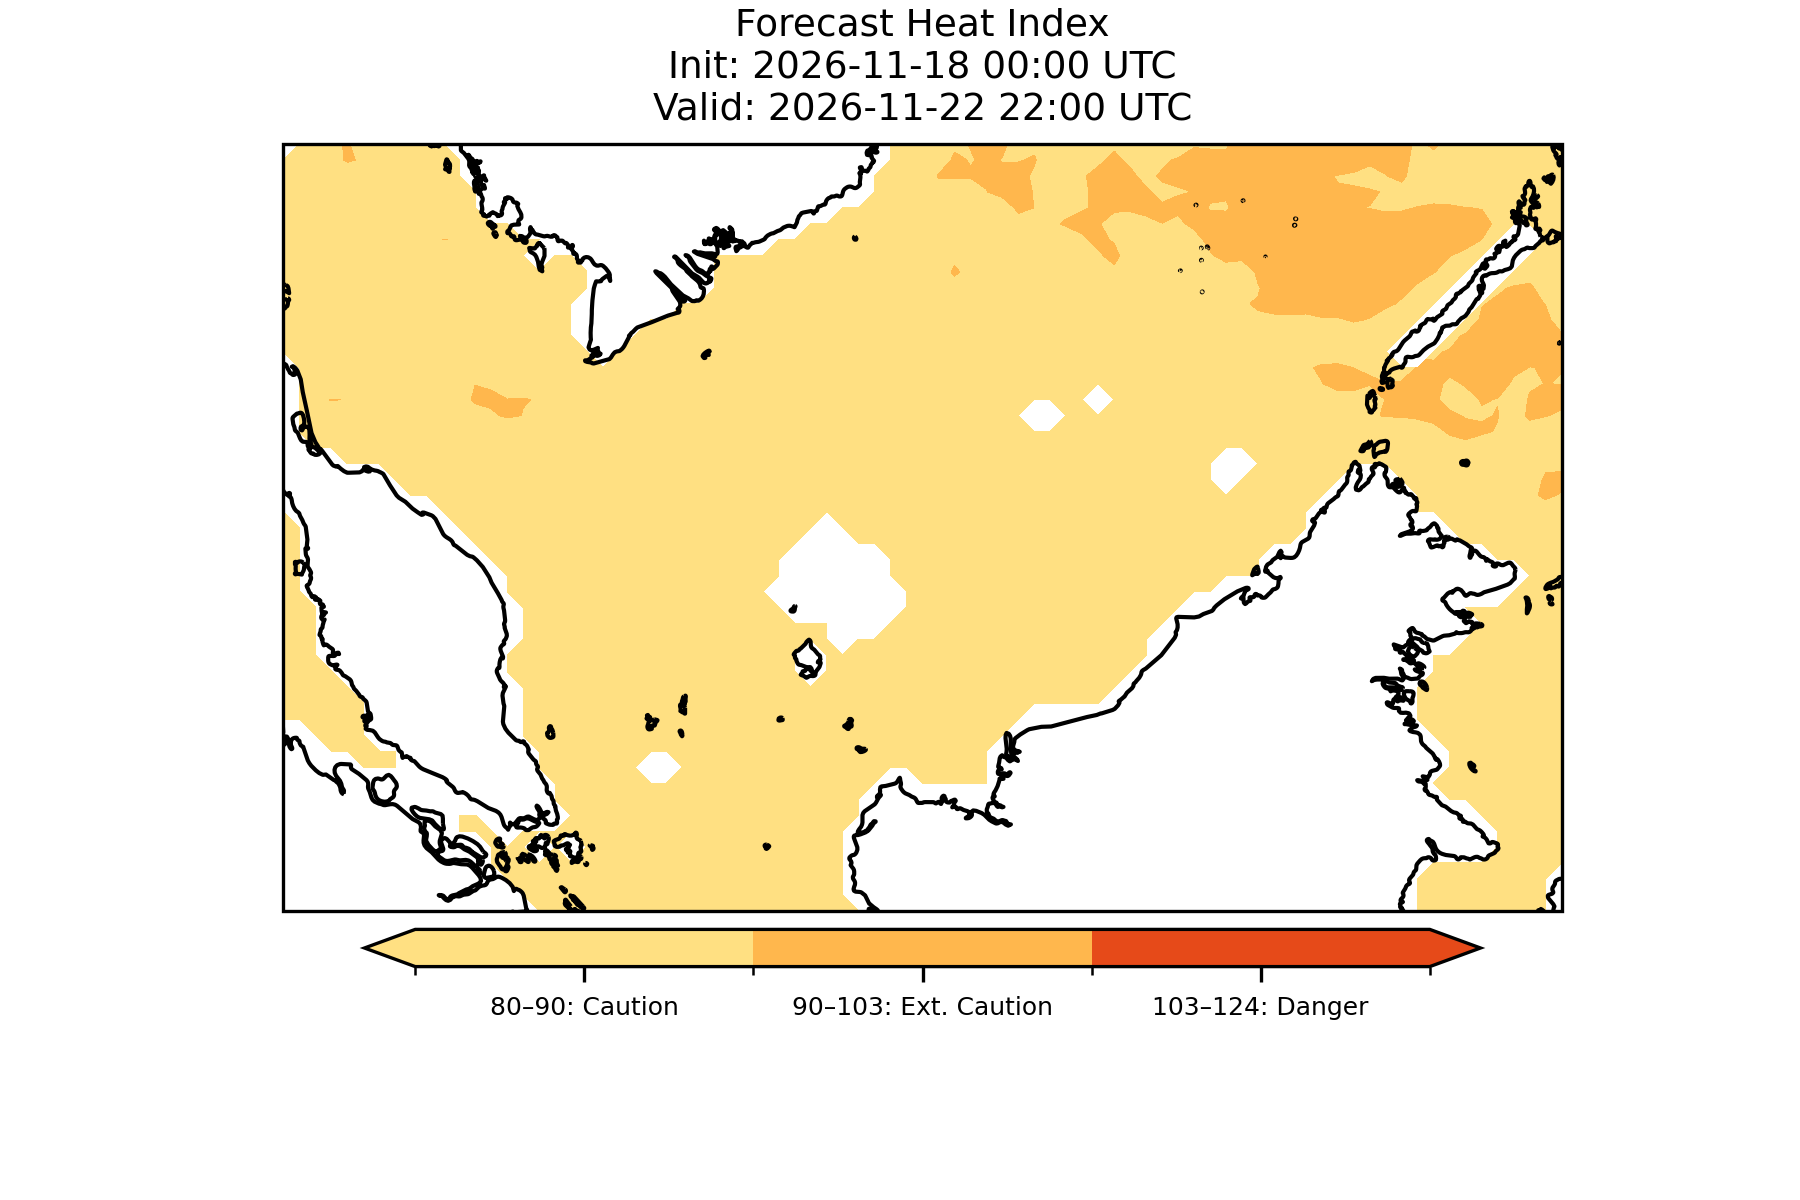 Forecast Heat Index
Init: 2026-11-18 00:00 UTC
Valid: 2026-11-22 22:00 UTC
80–90: Caution
90–103: Ext. Caution
103–124: Danger